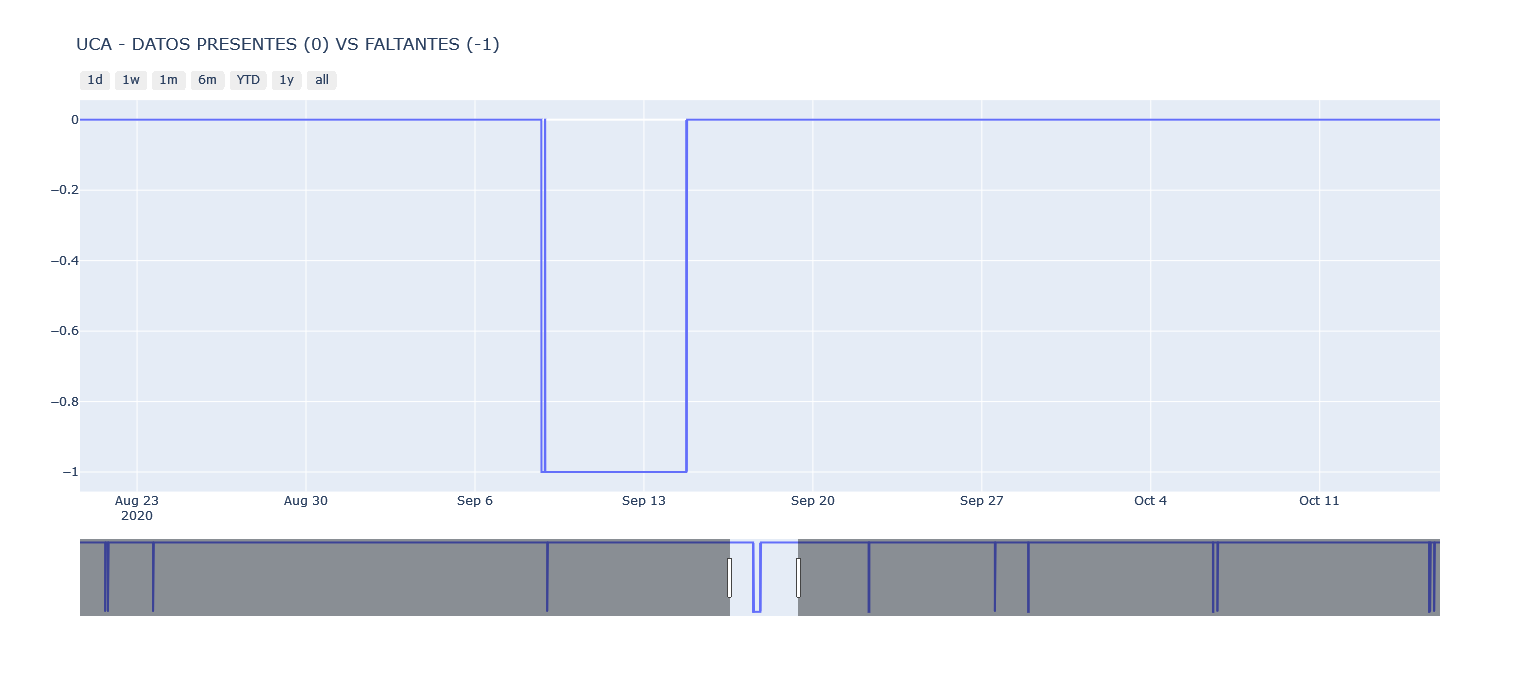 UCA - DATOS PRESENTES (0) VS FALTANTES (-1)
1d 1w 1m 6m YTD 1y all
0
−0.2
−0.4
−0.6
−0.8
−1
Aug 23 Aug 30 Sep 6 Sep 13 Sep 20 Sep 27 Oct 4 Oct 11
2020